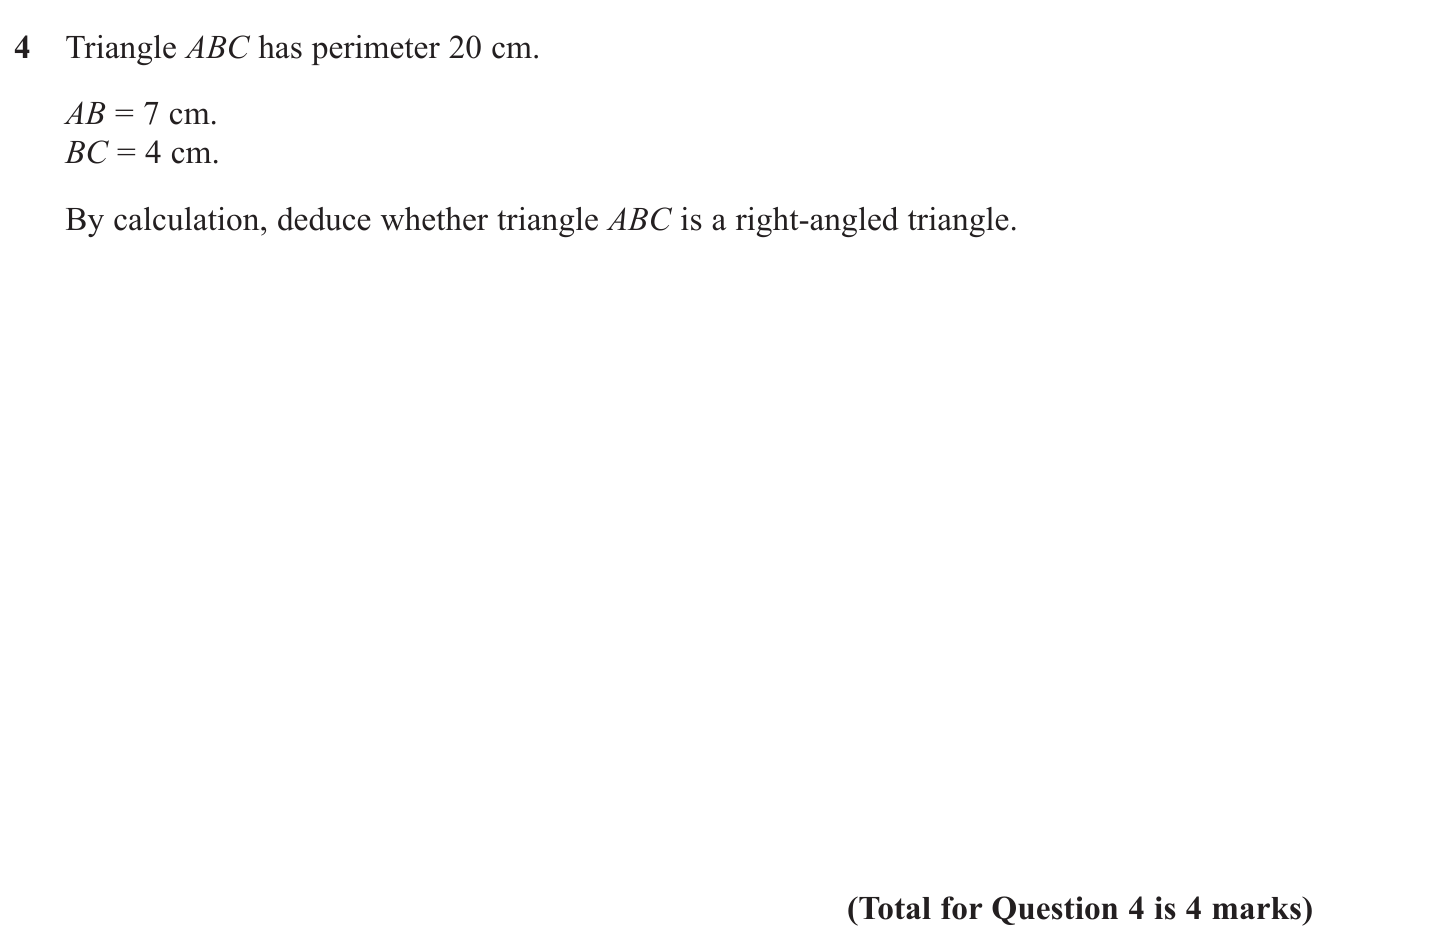 4 Triangle ABC has perimeter 20 cm.
AB = 7 cm.
BC = 4 cm.
By calculation, deduce whether triangle ABC is a right-angled triangle.
(Total for Question 4 is 4 marks)